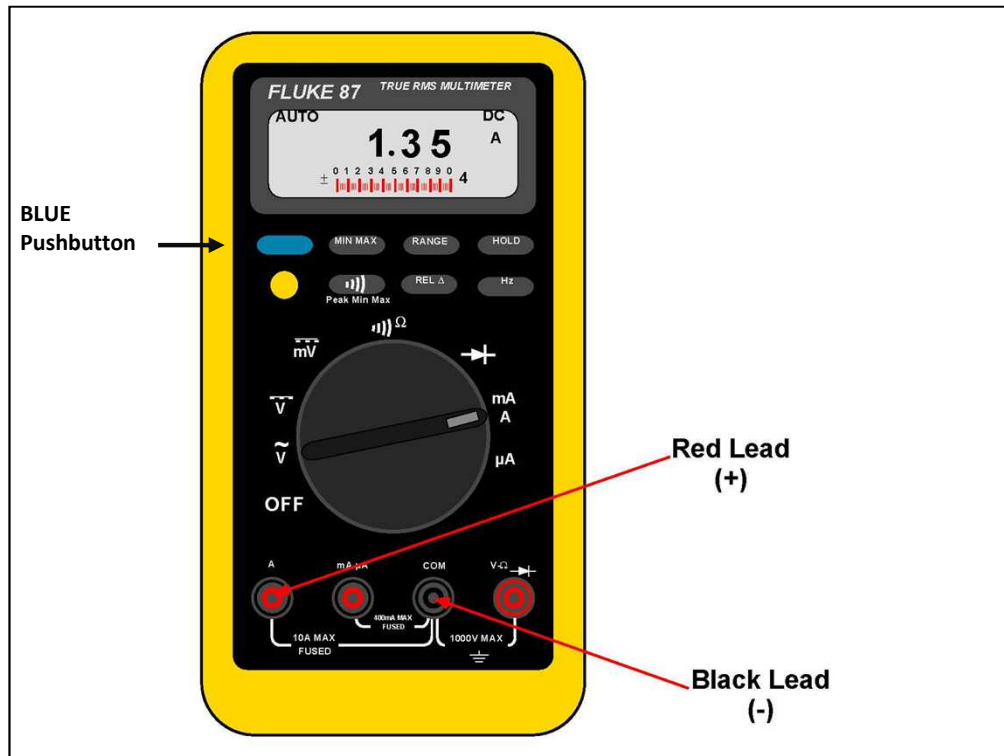 FLUKE 87 TRUE RMS MULTIMETER
AUTO DC
1.35 A
± 0 1 2 3 4 5 6 7 8 9 0 4
BLUE
Pushbutton
MIN MAX RANGE HOLD
REL Δ Hz
Peak Min Max
Ω
mV
mA
A
V
V
µA
OFF
Red Lead
(+)
A mA µA COM V-Ω
400mA MAX
FUSED
10A MAX
FUSED
1000V MAX
Black Lead
(-)